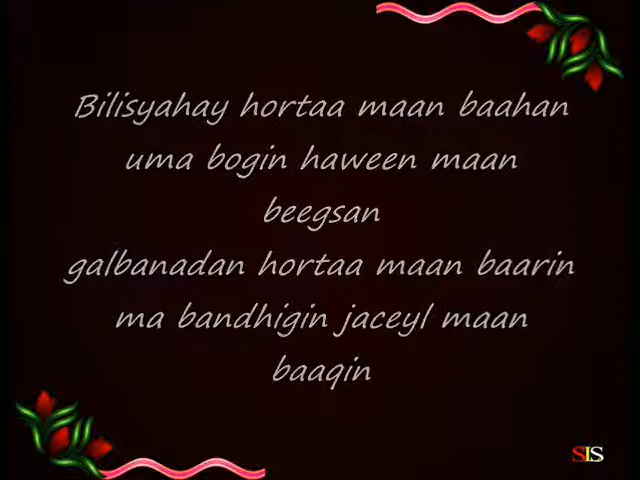 Bilisyahay hortaa maan baahan
uma bogin haween maan
beegsan
galbanadan hortaa maan baarin
ma bandhigin jaceyl maan
baaqin
SIS